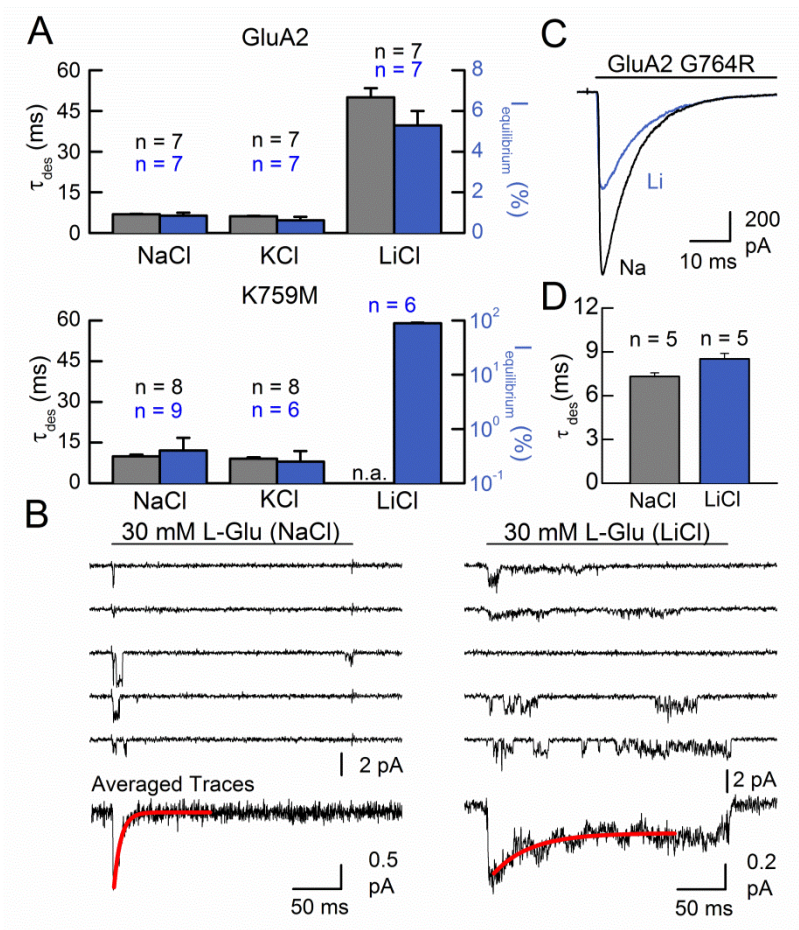 A
GluA2
60
45
30
15
0
τdes (ms)
n = 7
n = 7
n = 7
n = 7
n = 7
n = 7
8
6
4
2
0
Iequilibrium (%)
NaCl
KCl
LiCl
K759M
60
45
30
15
0
τdes (ms)
n = 8
n = 9
n = 8
n = 6
n = 6
n.a.
10²
10¹
10⁰
10⁻¹
Iequilibrium (%)
NaCl
KCl
LiCl
C
GluA2 G764R
Li
Na
200
pA
10 ms
D
12
9
6
3
0
τdes (ms)
n = 5
n = 5
NaCl
LiCl
B
30 mM L-Glu (NaCl)
2 pA
Averaged Traces
0.5
pA
50 ms
30 mM L-Glu (LiCl)
2 pA
0.2
pA
50 ms